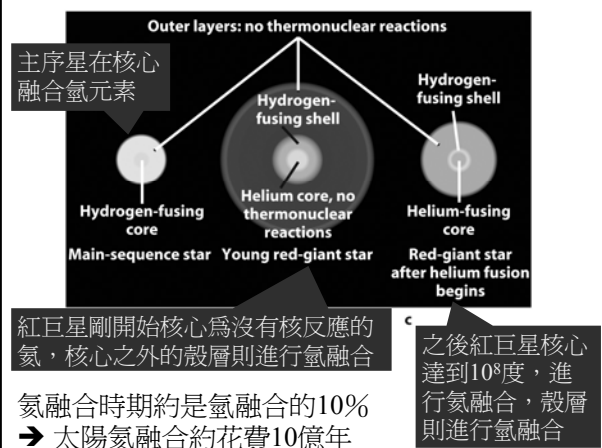 Outer layers: no thermonuclear reactions
主序星在核心
融合氫元素
Hydrogen-
fusing shell
Hydrogen-
fusing shell
Hydrogen-fusing
core
Helium core, no
thermonuclear
reactions
Helium-fusing
core
Main-sequence star
Young red-giant star
Red-giant star
after helium fusion
begins
c
紅巨星剛開始核心為沒有核反應的
氦，核心之外的殼層則進行氫融合
之後紅巨星核心
達到10⁸度，進
行氦融合，殼層
則進行氫融合
氦融合時期約是氫融合的10%
➔ 太陽氦融合約花費10億年